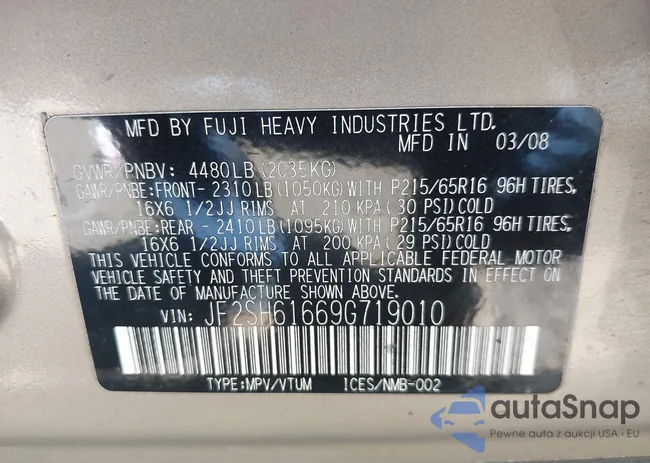 MFD BY FUJI HEAVY INDUSTRIES LTD.
MFD IN 03/08
GVWR/PNBV: 4480LB(2035KG)
GAWR/PNBE:FRONT-2310LB(1050KG)WITH P215/65R16 96H TIRES,
16X6 1/2JJ RIMS AT 210 KPA(30 PSI)COLD
GAWR/PNBE:REAR -2410LB(1095KG)WITH P215/65R16 96H TIRES,
16X6 1/2JJ RIMS AT 200 KPA(29 PSI)COLD
THIS VEHICLE CONFORMS TO ALL APPLICABLE FEDERAL MOTOR
VEHICLE SAFETY AND THEFT PREVENTION STANDARDS IN EFFECT ON
THE DATE OF MANUFACTURE SHOWN ABOVE.
VIN: JF2SH61669G719010
TYPE:MPV/VTUM ICES/NMB-002
autaSnap
Pewne auta z aukcji USA i EU